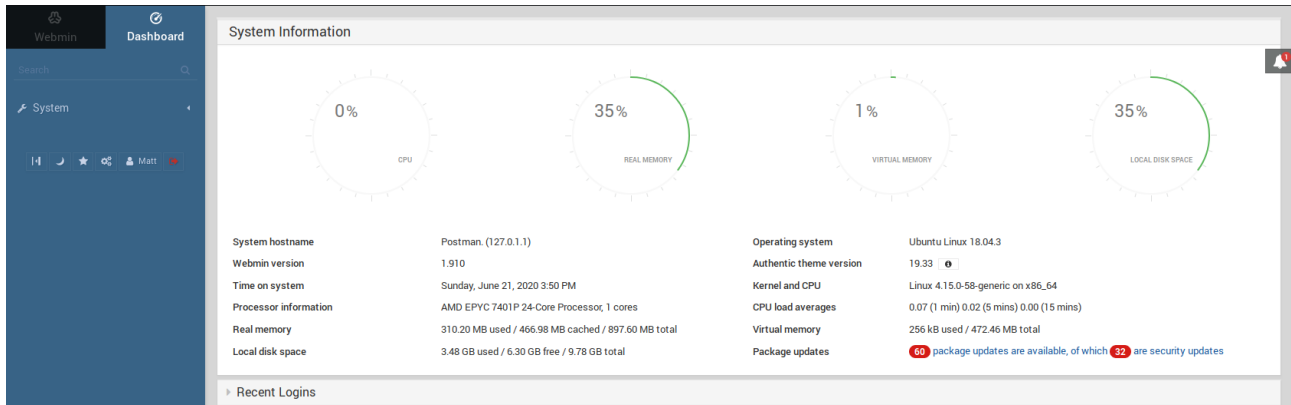 Webmin
Dashboard
Search
System
Matt
System Information
0%
CPU
35%
REAL MEMORY
1%
VIRTUAL MEMORY
35%
LOCAL DISK SPACE
1
System hostname Postman. (127.0.1.1) Operating system Ubuntu Linux 18.04.3
Webmin version 1.910 Authentic theme version 19.33
Time on system Sunday, June 21, 2020 3:50 PM Kernel and CPU Linux 4.15.0-58-generic on x86_64
Processor information AMD EPYC 7401P 24-Core Processor, 1 cores CPU load averages 0.07 (1 min) 0.02 (5 mins) 0.00 (15 mins)
Real memory 310.20 MB used / 466.98 MB cached / 897.60 MB total Virtual memory 256 kB used / 472.46 MB total
Local disk space 3.48 GB used / 6.30 GB free / 9.78 GB total Package updates 60 package updates are available, of which 32 are security updates
Recent Logins